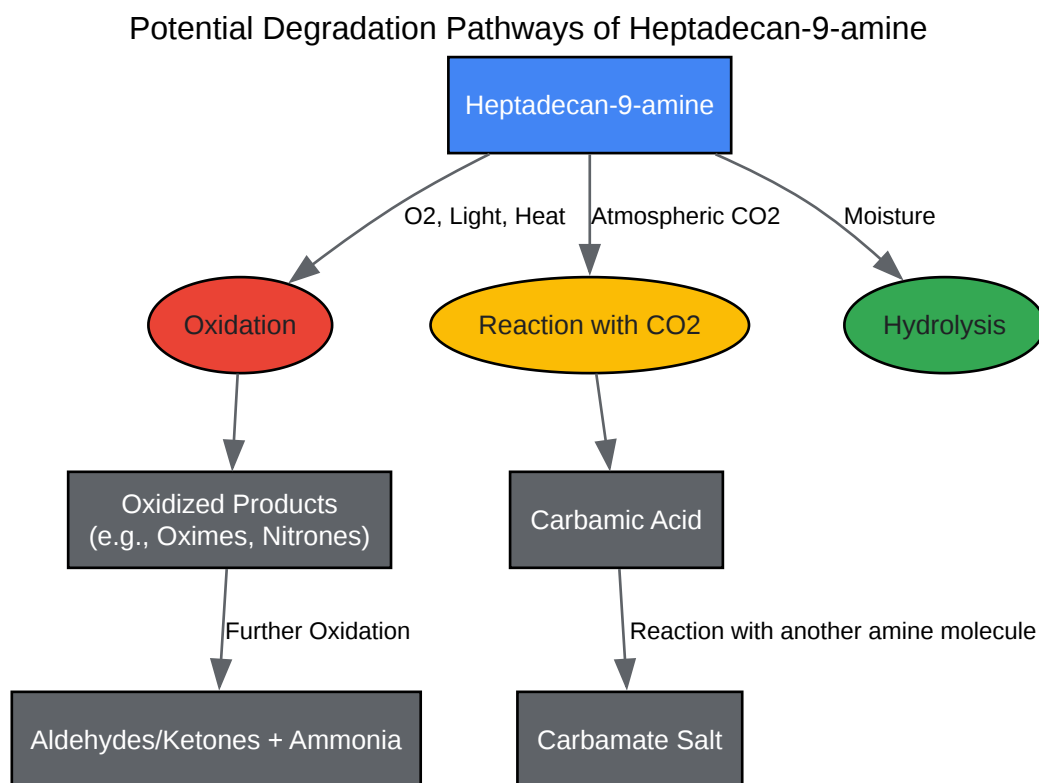 Potential Degradation Pathways of Heptadecan-9-amine
Heptadecan-9-amine
O2, Light, Heat
Atmospheric CO2
Moisture
Oxidation
Reaction with CO2
Hydrolysis
Oxidized Products
(e.g., Oximes, Nitrones)
Carbamic Acid
Further Oxidation
Reaction with another amine molecule
Aldehydes/Ketones + Ammonia
Carbamate Salt